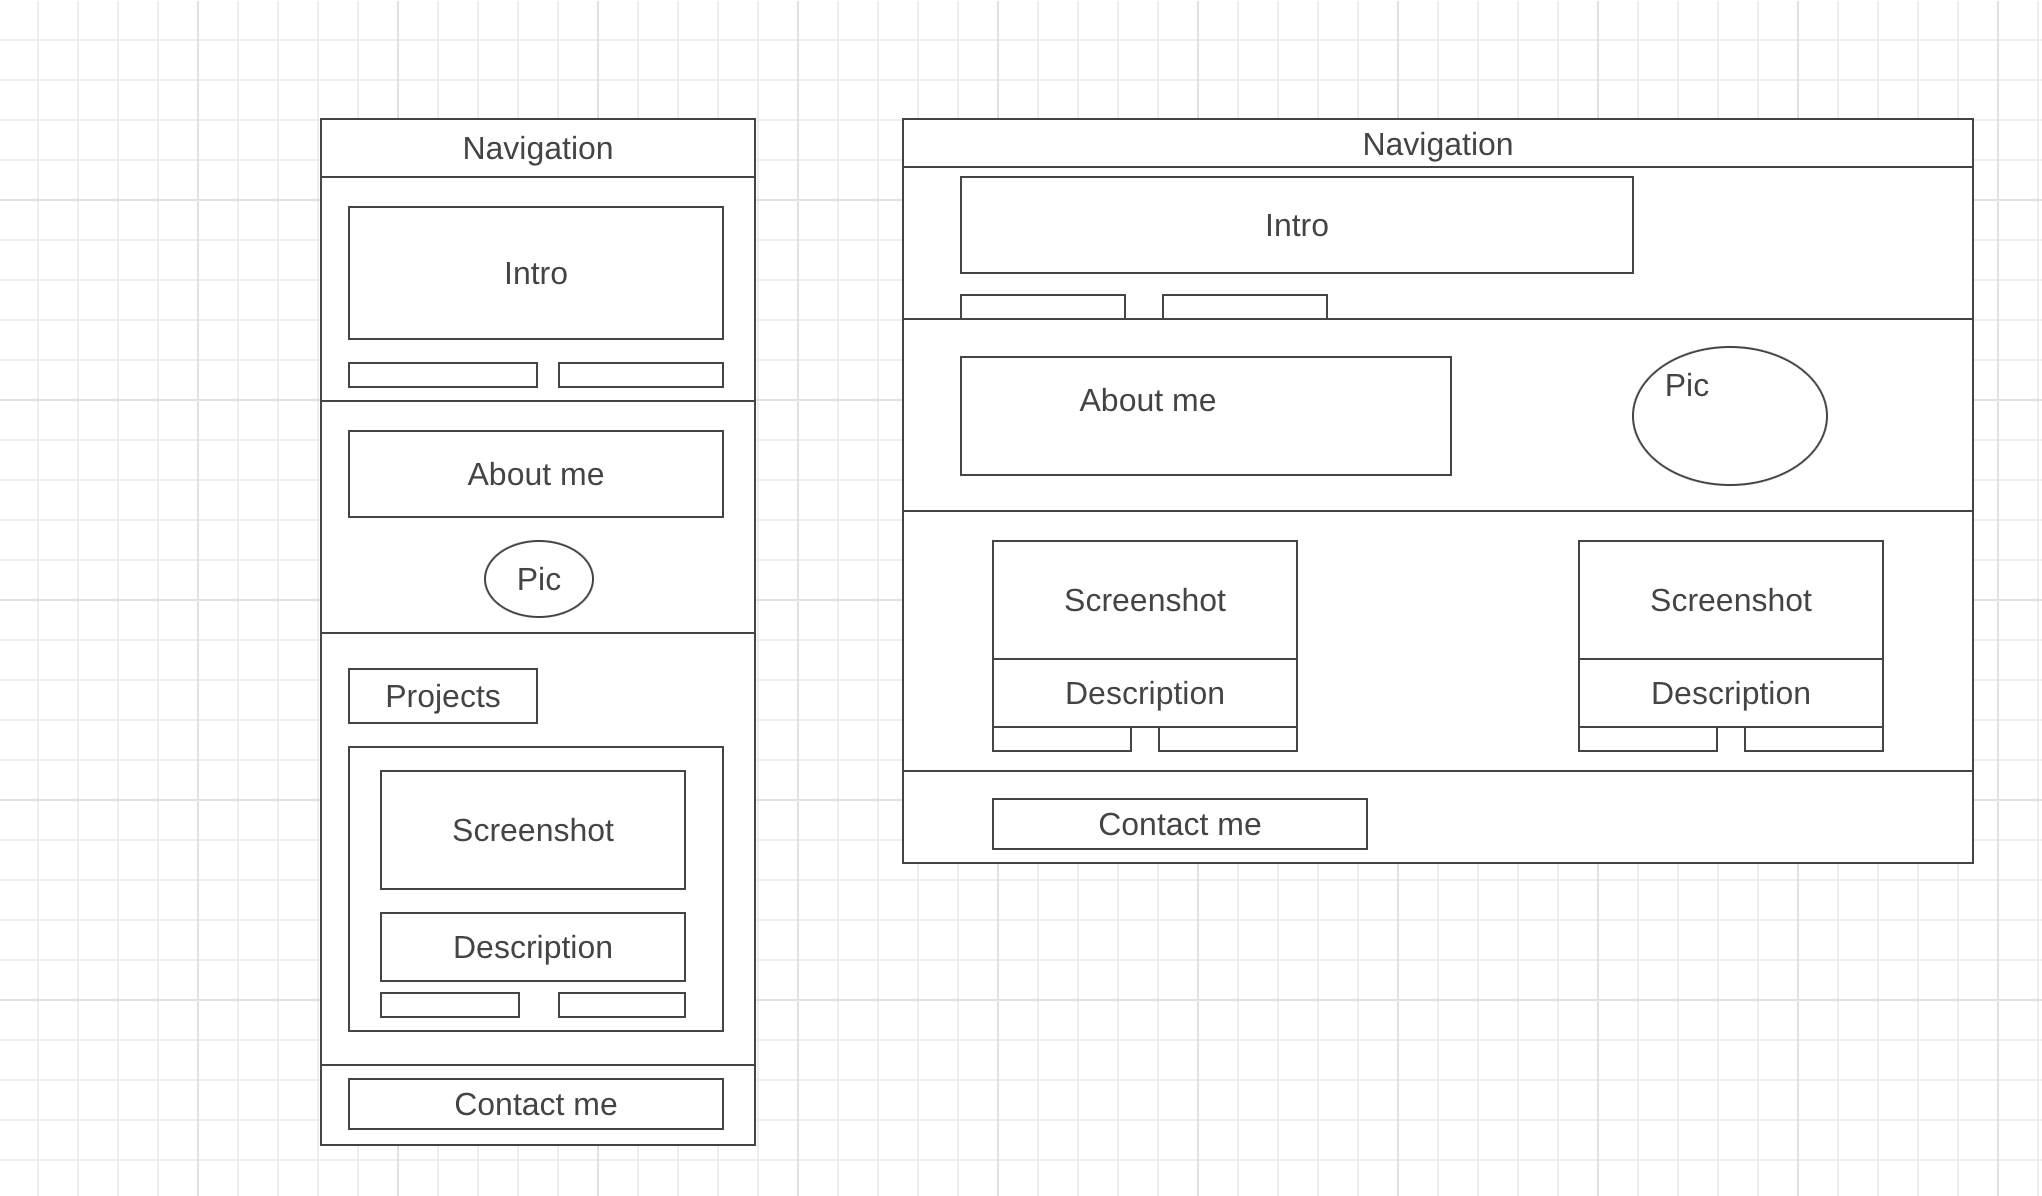 Navigation
Intro
About me
Pic
Projects
Screenshot
Description
Contact me
Navigation
Intro
About me
Pic
Screenshot
Screenshot
Description
Description
Contact me